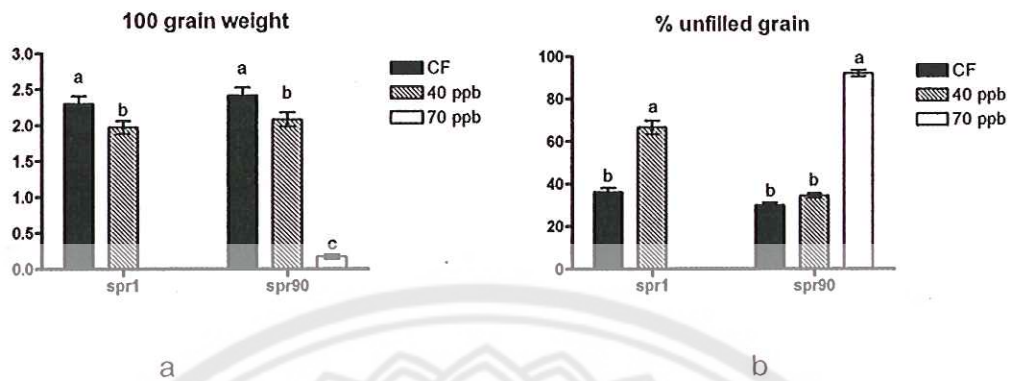 100 grain weight
3.0
2.5
2.0
1.5
1.0
0.5
0.0
a
b
a
b
c
spr1
spr90
CF
40 ppb
70 ppb
a
% unfilled grain
100
80
60
40
20
0
b
a
b
b
a
spr1
spr90
CF
40 ppb
70 ppb
b